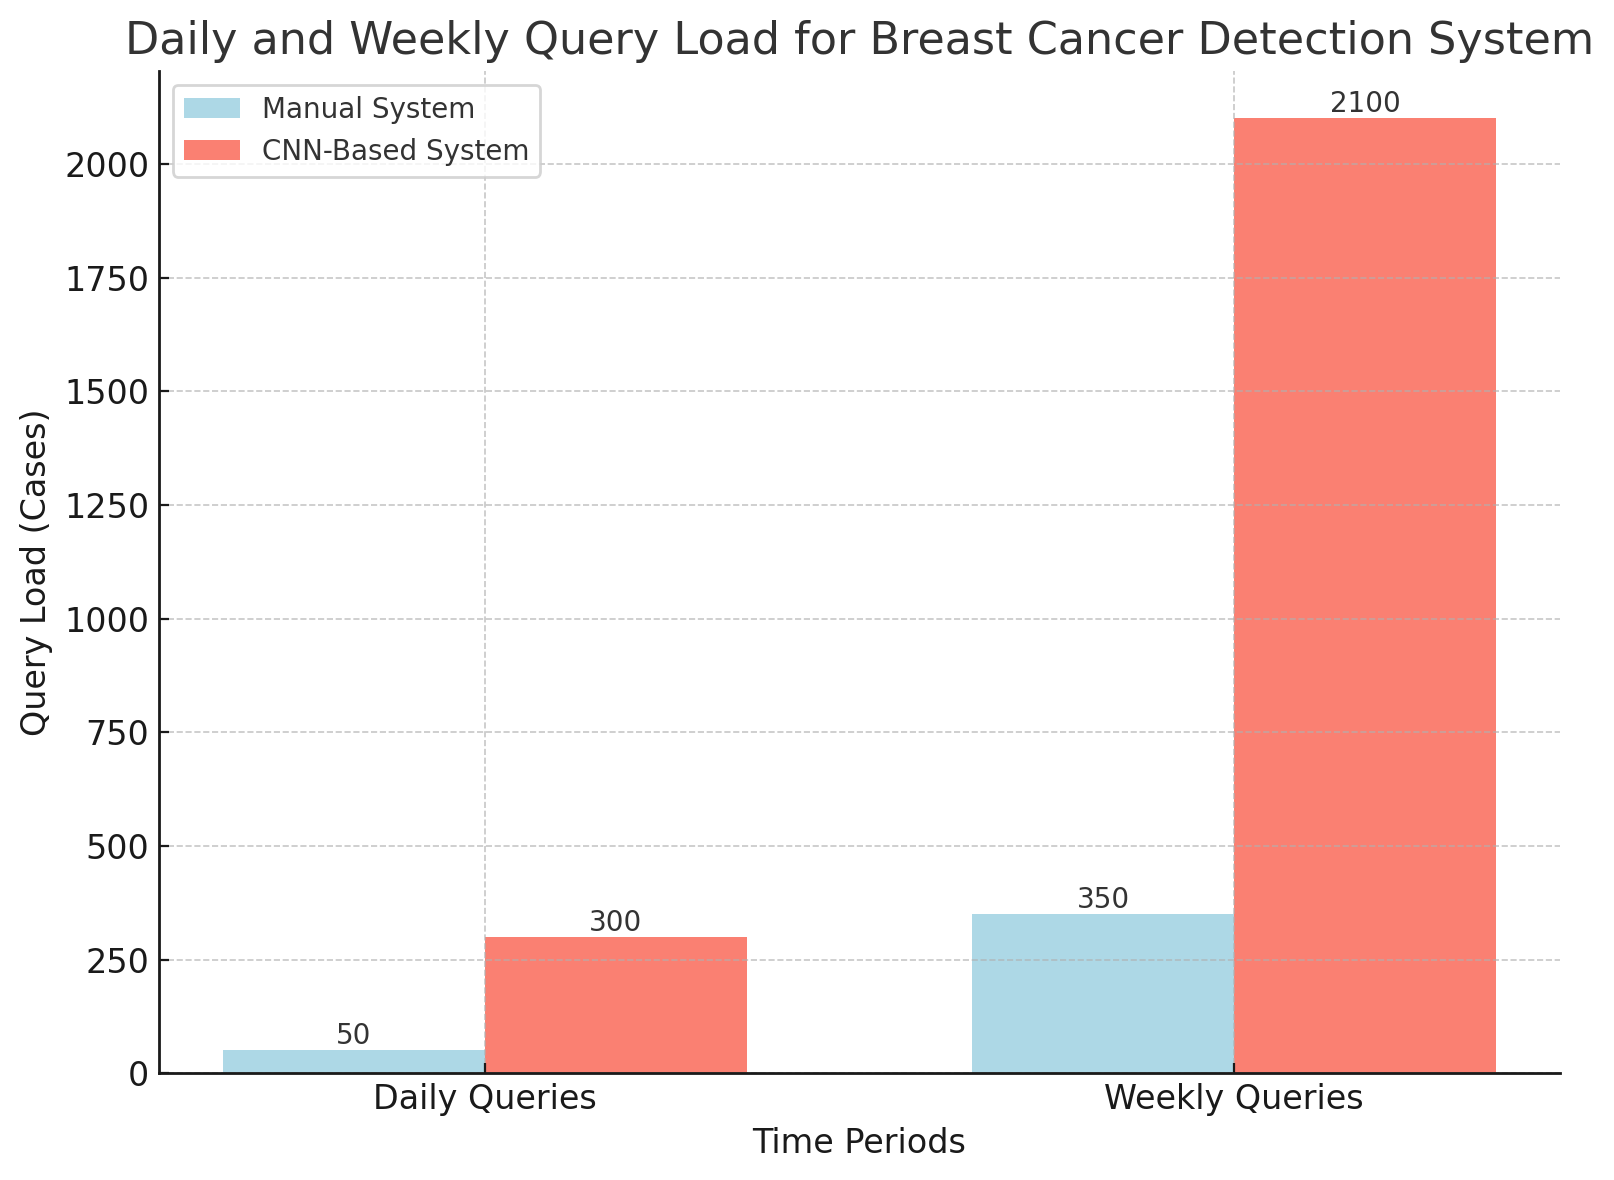 Daily and Weekly Query Load for Breast Cancer Detection System
Manual System
CNN-Based System
2100
2000
1750
1500
1250
1000
750
500
350
300
250
50
0
Query Load (Cases)
Daily Queries
Weekly Queries
Time Periods